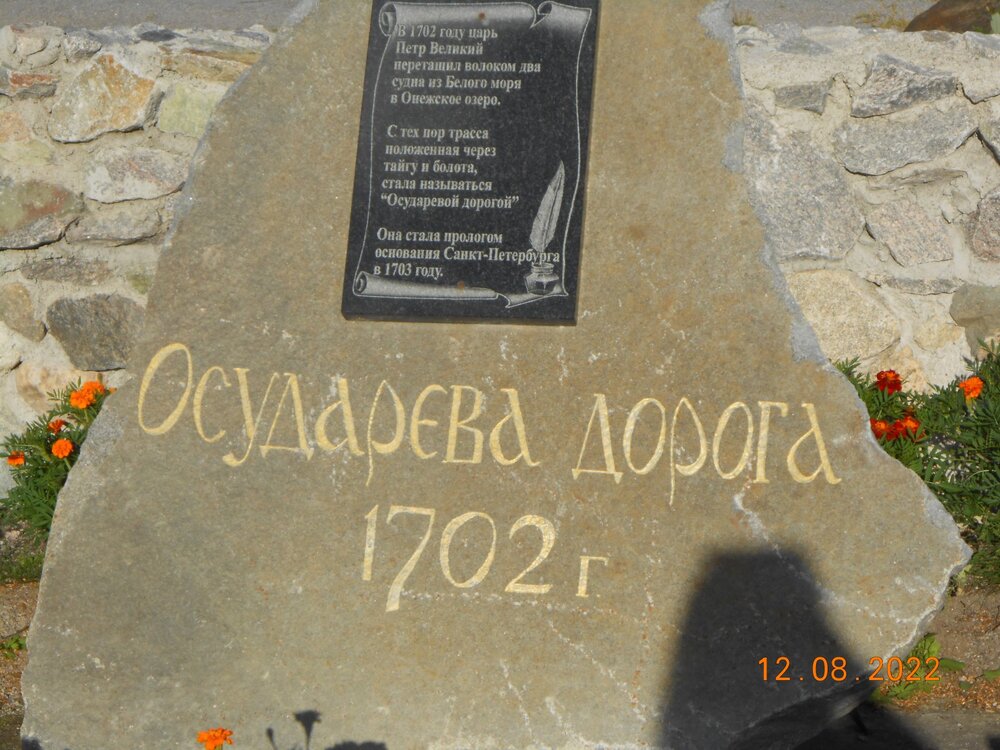 В 1702 году царь
Петр Великий
перетащил волоком два
судна из Белого моря
в Онежское озеро.
С тех пор трасса
положенная через
тайгу и болота,
стала называться
"Осударевой дорогой"
Она стала прологом
основания Санкт-Петербурга
в 1703 году.
Осударева дорога
1702 г
12.08.2022